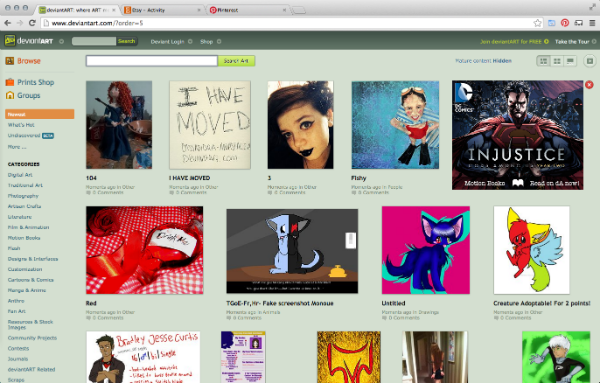 deviantART: where ART m
Etsy - Activity
Pinterest
www.deviantart.com/?order=5
deviantART
Search
Deviant Login
Shop
Join deviantART for FREE
Take the Tour
Browse
Search Art
Mature content: Hidden
Prints Shop
Groups
Newest
What's Hot
Undiscovered BETA
More ...
CATEGORIES
Digital Art
Traditional Art
Photography
Artisan Crafts
Literature
Film & Animation
Motion Books
Flash
Designs & Interfaces
Customization
Cartoons & Comics
Manga & Anime
Anthro
Fan Art
Resources & Stock
Images
Community Projects
Contests
Journals
deviantART Related
Scraps
I HAVE
MOVED
DC
COMICS
INJUSTICE
YEAR TWO
Motion Books
Read on dA now!
104
Moments ago in Other
0 Comments
I HAVE MOVED
Moments ago in Other
0 Comments
3
Moments ago in Other
0 Comments
Fishy
Moments ago in People
0 Comments
Red
Moments ago in Other
0 Comments
TGoE-Fr,Hr- Fake screenshot Monoue
Moments ago in Animals
0 Comments
Untitled
Moments ago in Drawings
0 Comments
Creature Adoptable! For 2 points!
Moments ago in Other
0 Comments
Bradley Jesse Curtis